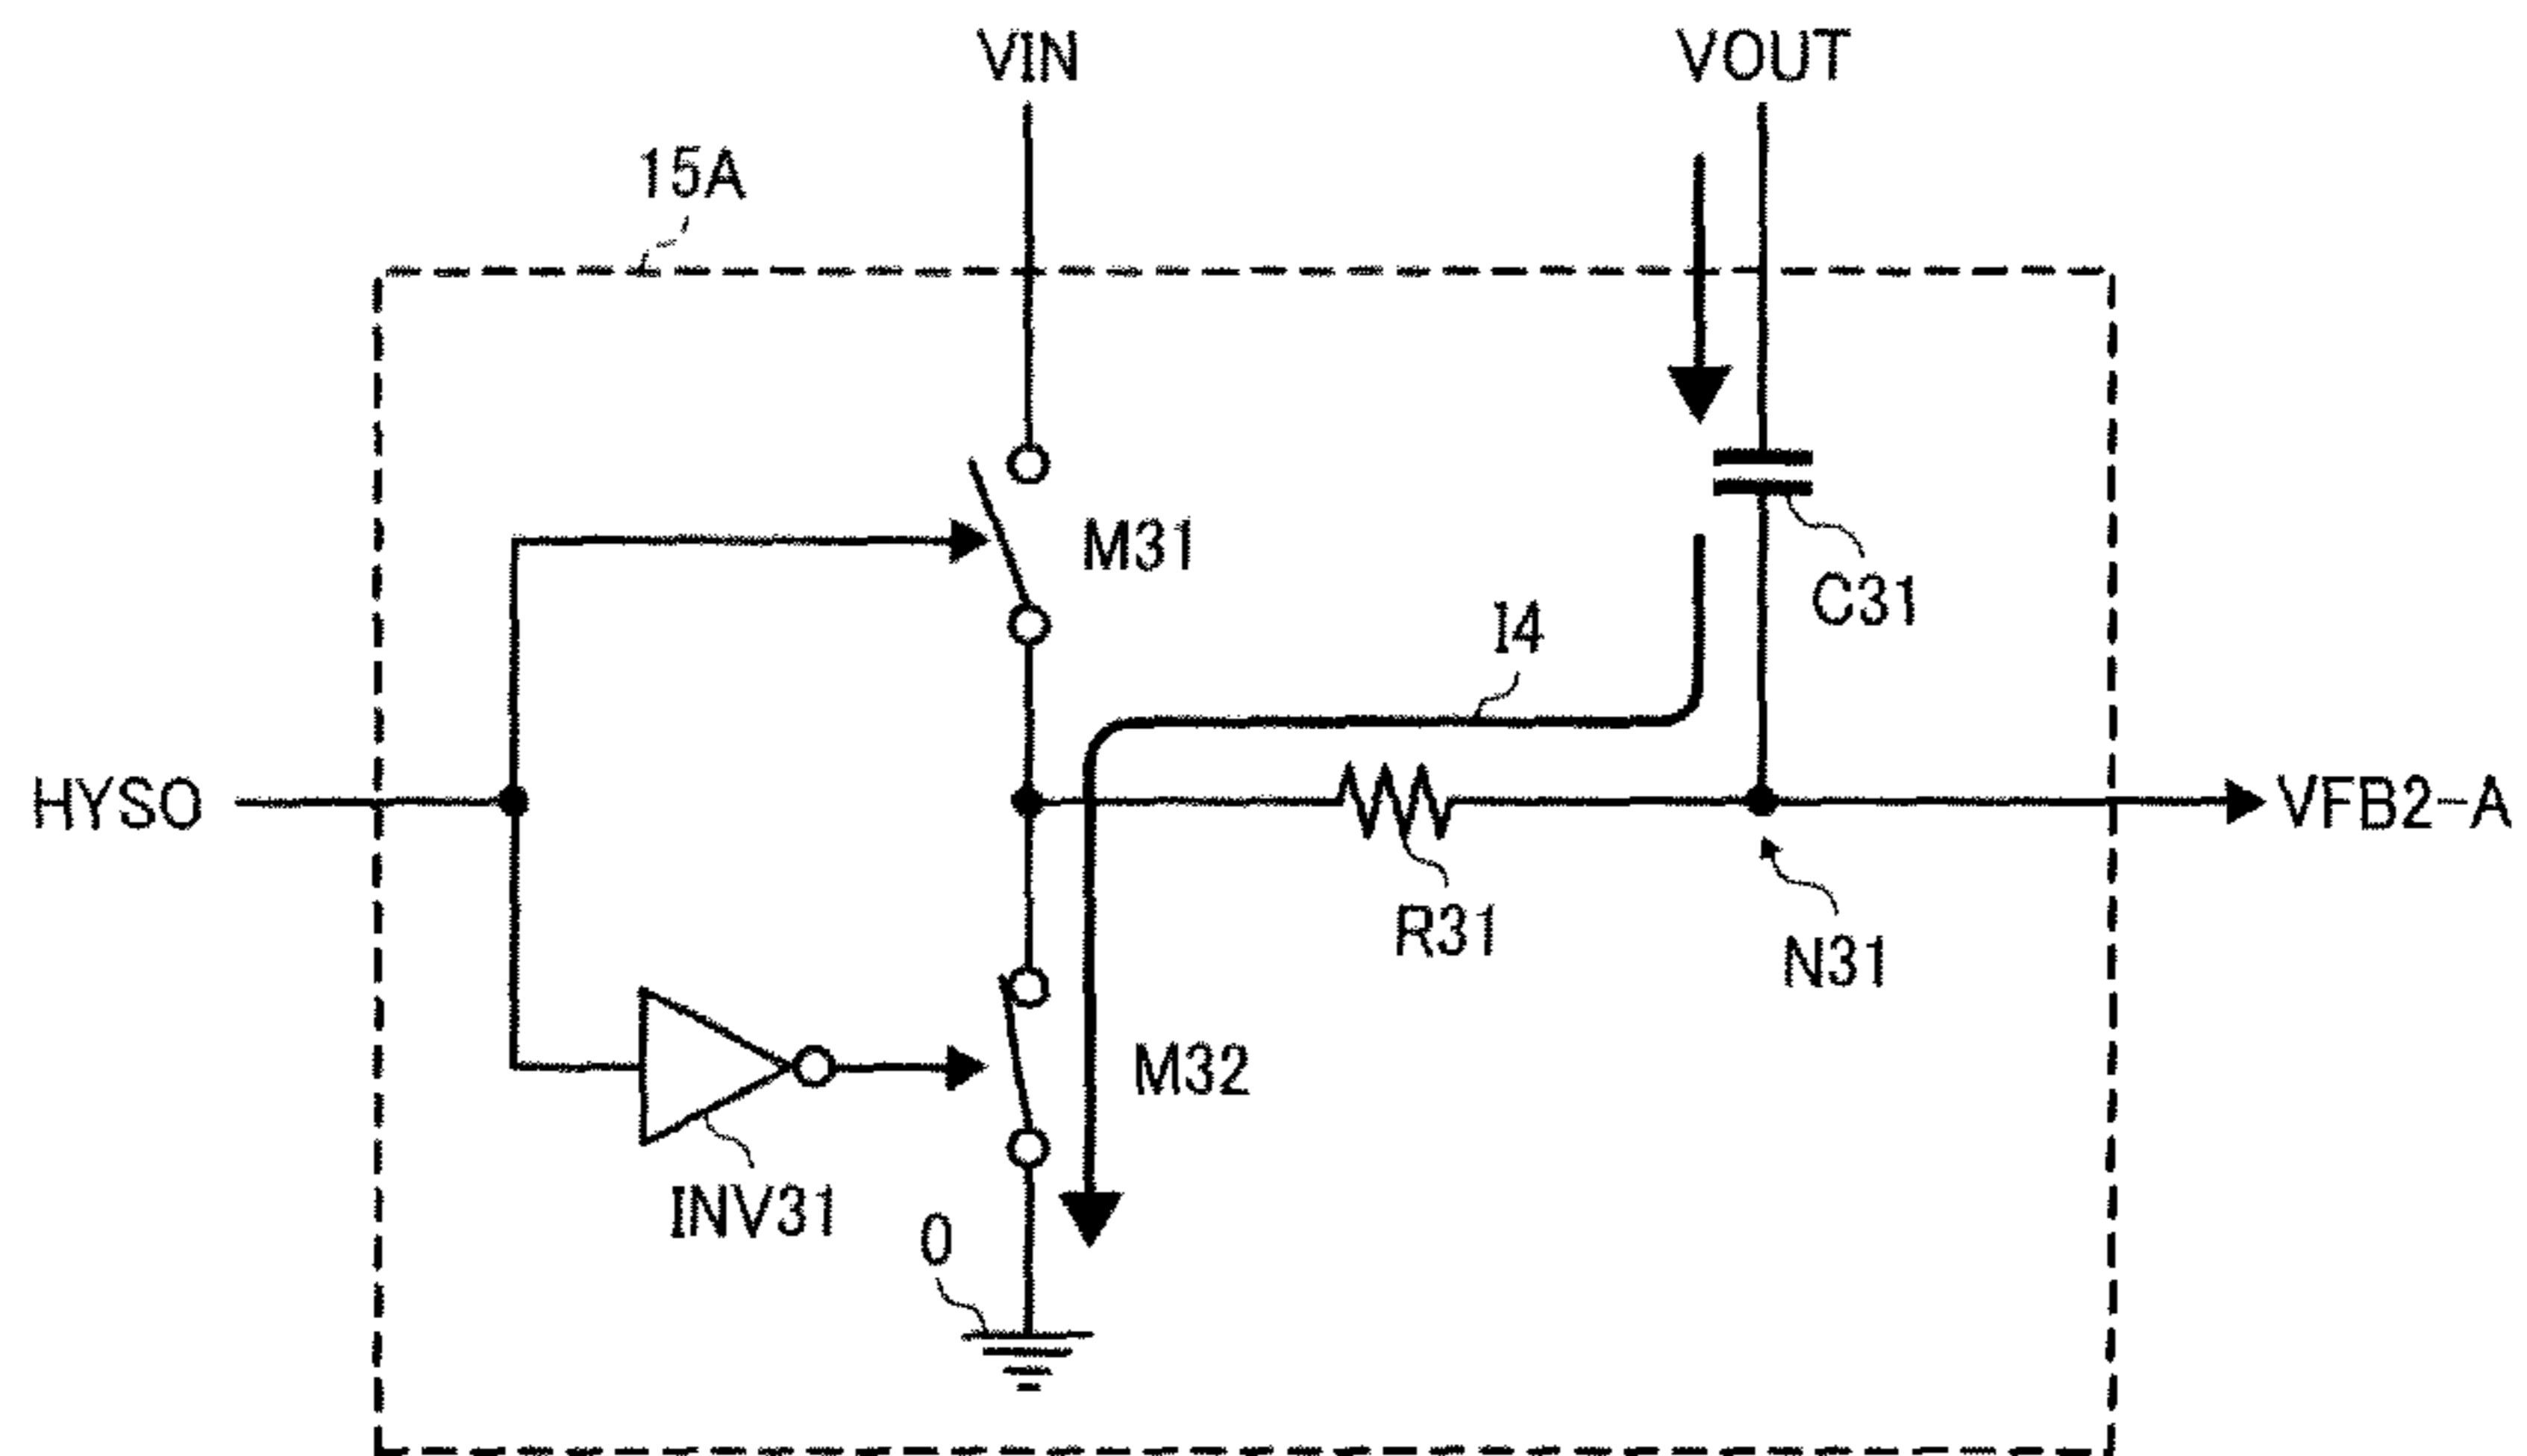 VIN
VOUT
15A
M31
C31
I4
HYSO
VFB2-A
R31
N31
M32
INV31
0